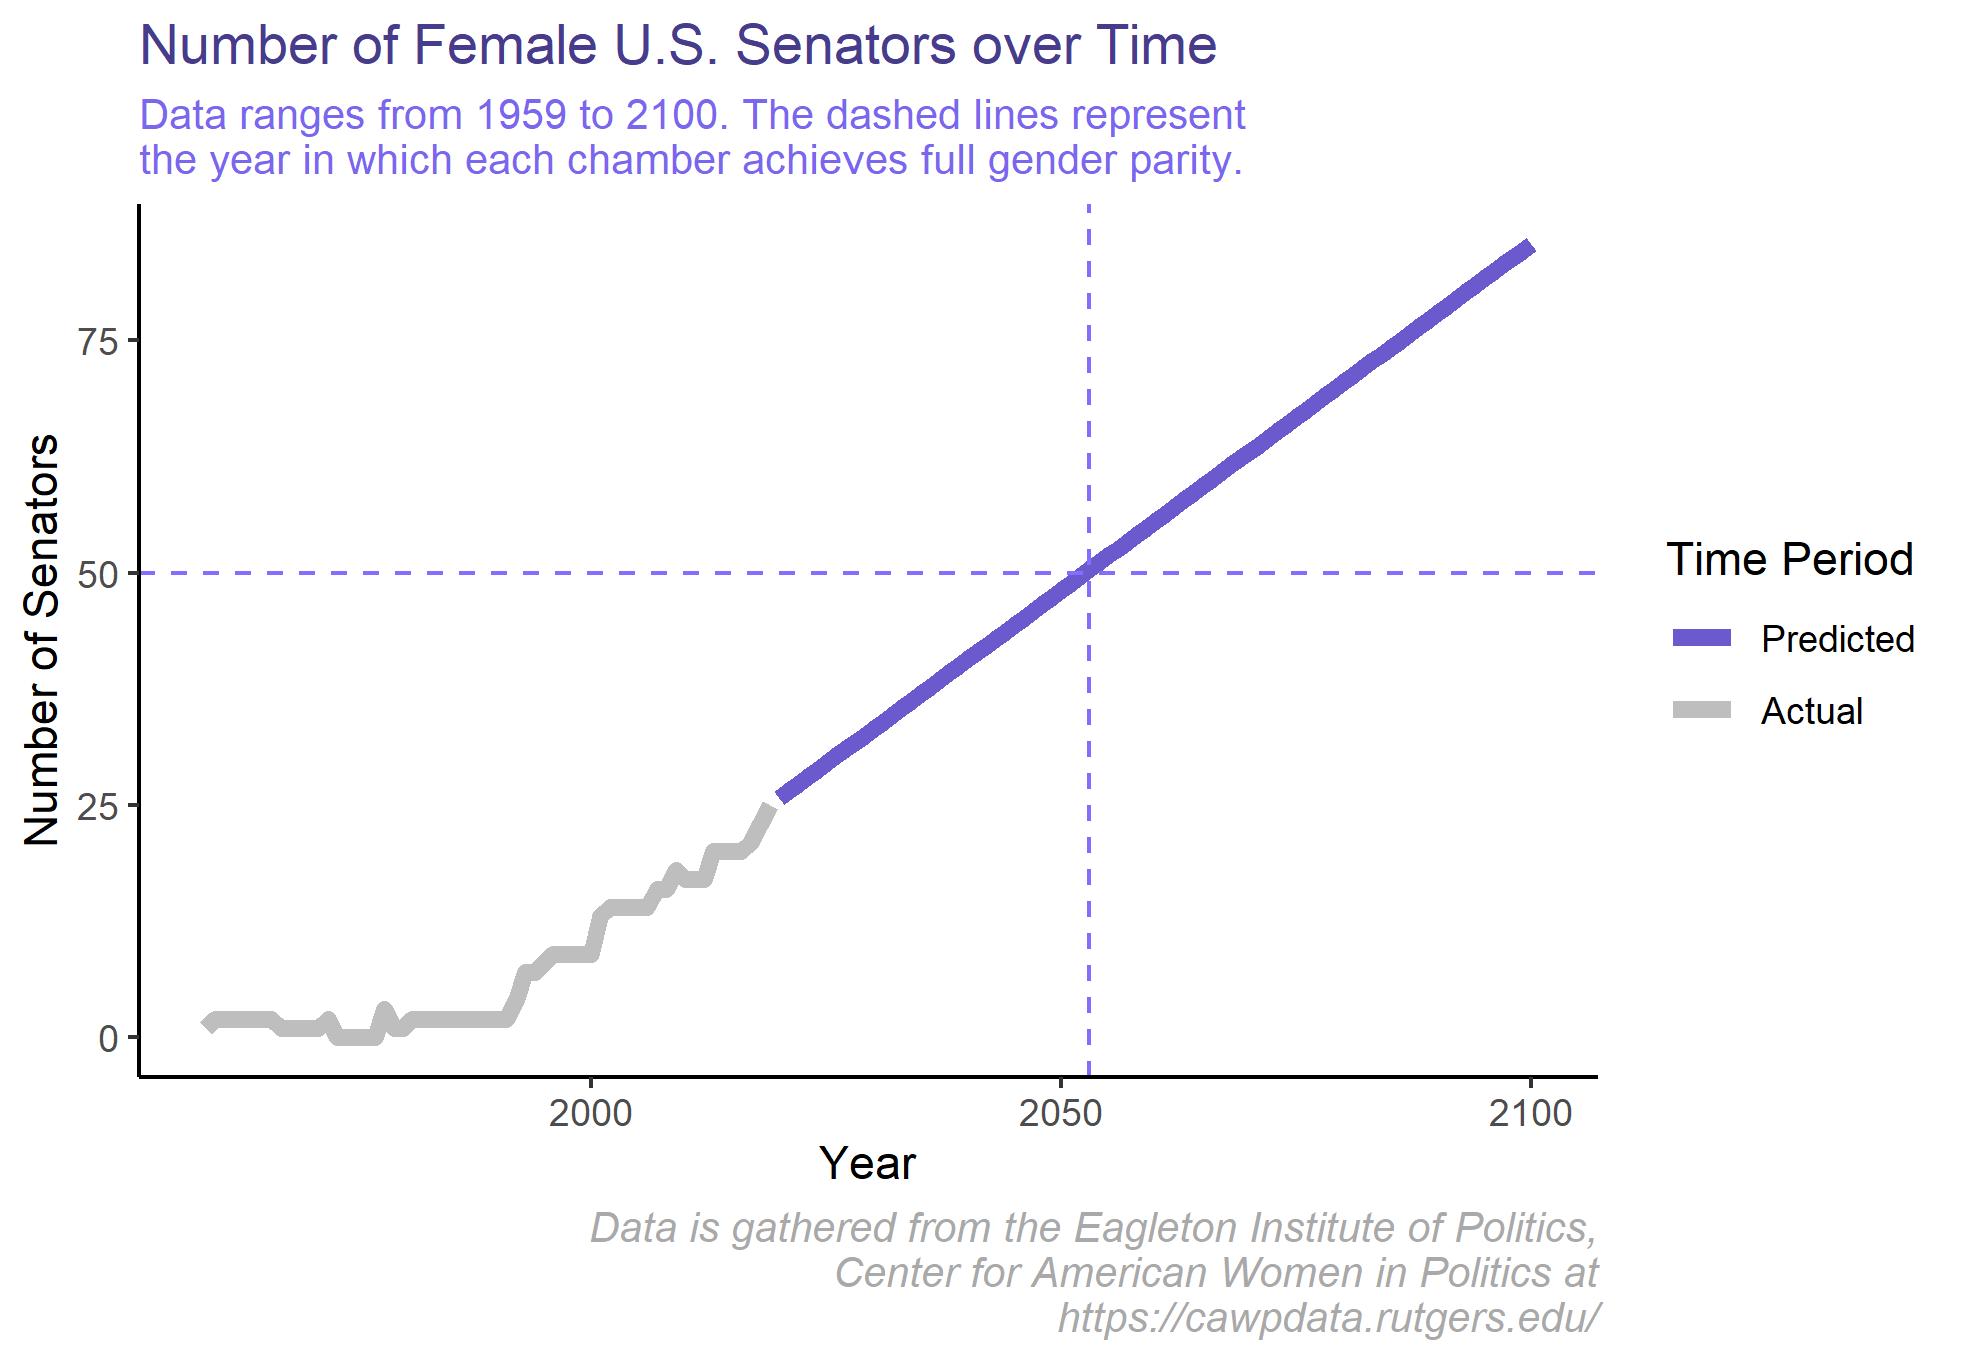 Number of Female U.S. Senators over Time
Data ranges from 1959 to 2100. The dashed lines represent
the year in which each chamber achieves full gender parity.
Number of Senators
75
50
25
0
2000
2050
2100
Year
Time Period
Predicted
Actual
Data is gathered from the Eagleton Institute of Politics,
Center for American Women in Politics at
https://cawpdata.rutgers.edu/